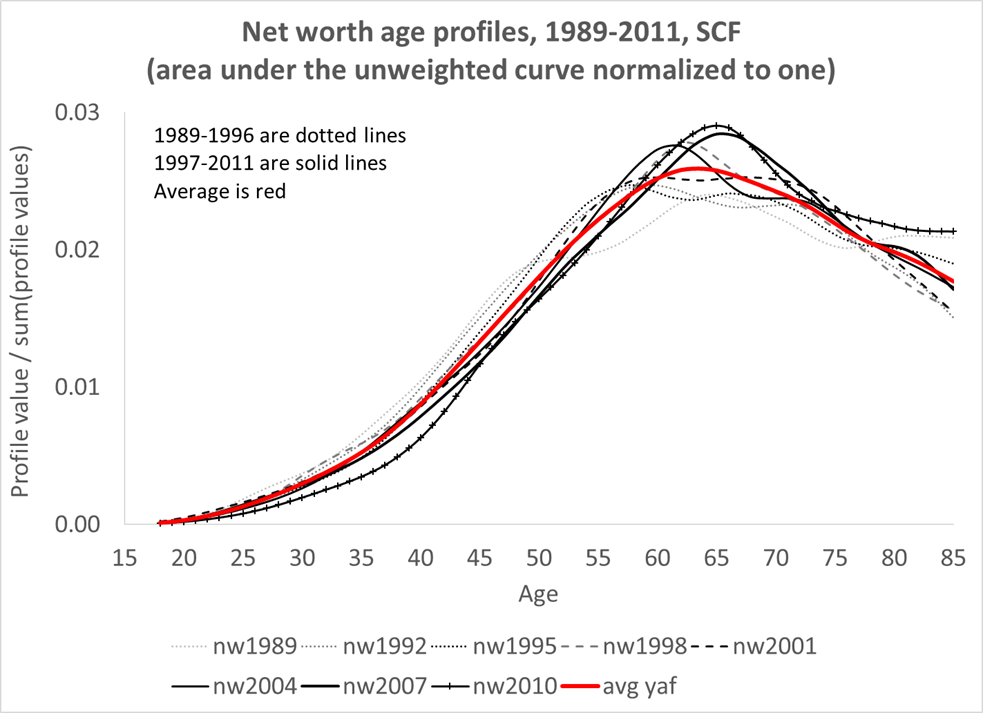 Net worth age profiles, 1989-2011, SCF
(area under the unweighted curve normalized to one)
1989-1996 are dotted lines
1997-2011 are solid lines
Average is red
Profile value / sum(profile values)
0.03
0.02
0.01
0.00
15 20 25 30 35 40 45 50 55 60 65 70 75 80 85
Age
nw1989 nw1992 nw1995 nw1998 nw2001
nw2004 nw2007 nw2010 avg yaf